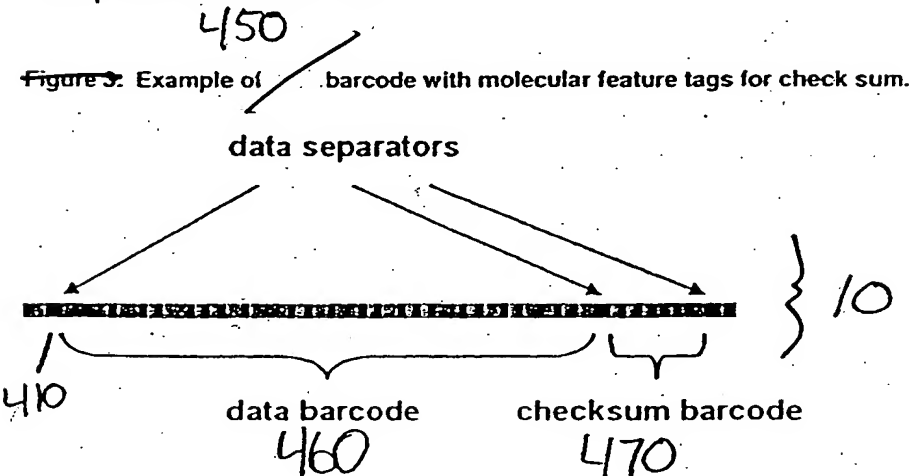 450
Figure 3. Example of barcode with molecular feature tags for check sum.
data separators
10
410
data barcode checksum barcode
460 470